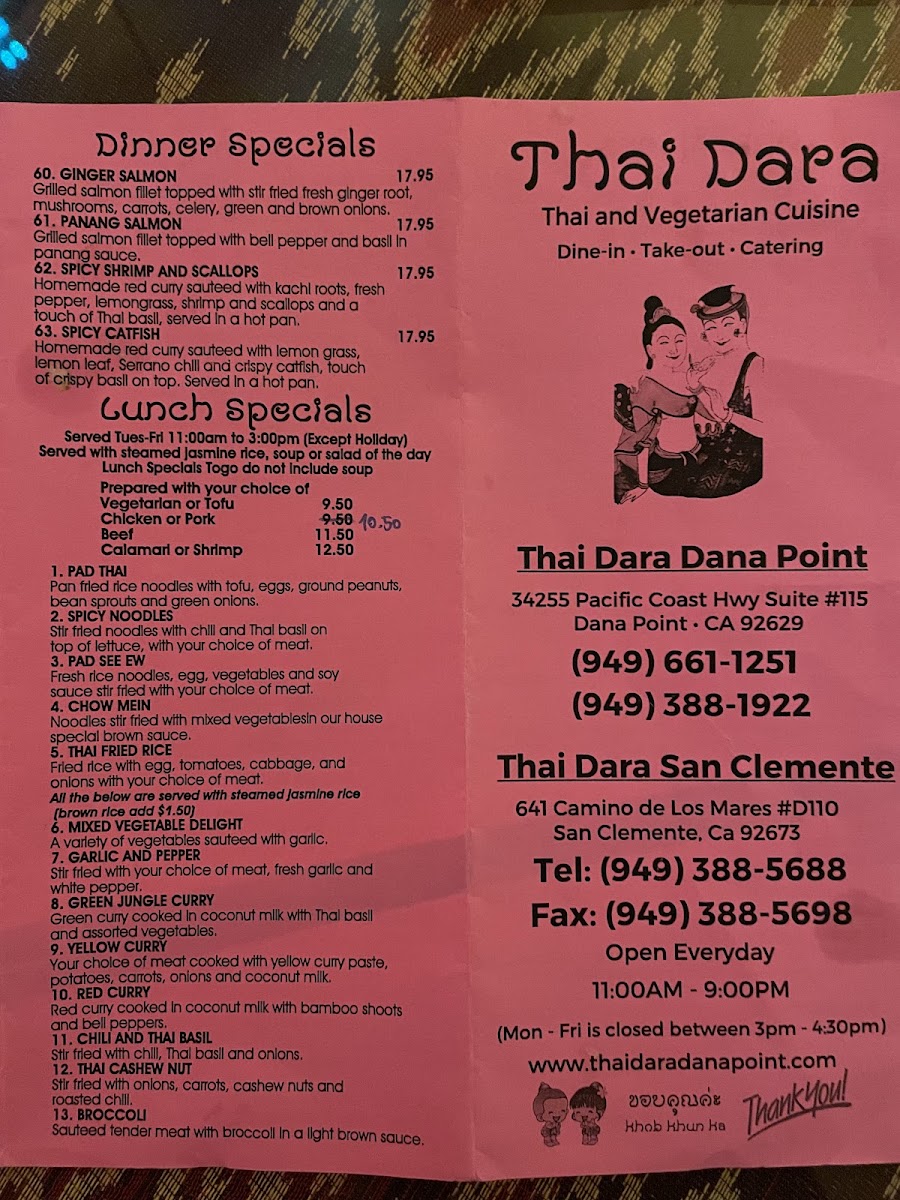 Dinner Specials
60. GINGER SALMON 17.95
Grilled salmon fillet topped with stir fried fresh ginger root,
mushrooms, carrots, celery, green and brown onions.
61. PANANG SALMON 17.95
Grilled salmon fillet topped with bell pepper and basil in
panang sauce.
62. SPICY SHRIMP AND SCALLOPS 17.95
Homemade red curry sauteed with kachi roots, fresh
pepper, lemongrass, shrimp and scallops and a
touch of Thai basil, served in a hot pan.
63. SPICY CATFISH 17.95
Homemade red curry sauteed with lemon grass,
lemon leaf, Serrano chili and crispy catfish, touch
of crispy basil on top. Served in a hot pan.
Lunch Specials
Served Tues-Fri 11:00am to 3:00pm (Except Holiday)
Served with steamed jasmine rice, soup or salad of the day
Lunch Specials Togo do not include soup
Prepared with your choice of
Vegetarian or Tofu 9.50
Chicken or Pork 9.50 10.50
Beef 11.50
Calamari or Shrimp 12.50
1. PAD THAI
Pan fried rice noodles with tofu, eggs, ground peanuts,
bean sprouts and green onions.
2. SPICY NOODLES
Stir fried noodles with chili and Thai basil on
top of lettuce, with your choice of meat.
3. PAD SEE EW
Fresh rice noodles, egg, vegetables and soy
sauce stir fried with your choice of meat.
4. CHOW MEIN
Noodles stir fried with mixed vegetablesin our house
special brown sauce.
5. THAI FRIED RICE
Fried rice with egg, tomatoes, cabbage, and
onions with your choice of meat.
All the below are served with steamed jasmine rice
(brown rice add $1.50)
6. MIXED VEGETABLE DELIGHT
A variety of vegetables sauteed with garlic.
7. GARLIC AND PEPPER
Stir fried with your choice of meat, fresh garlic and
white pepper.
8. GREEN JUNGLE CURRY
Green curry cooked in coconut milk with Thai basil
and assorted vegetables.
9. YELLOW CURRY
Your choice of meat cooked with yellow curry paste,
potatoes, carrots, onions and coconut milk.
10. RED CURRY
Red curry cooked in coconut milk with bamboo shoots
and bell peppers.
11. CHILI AND THAI BASIL
Stir fried with chili, Thai basil and onions.
12. THAI CASHEW NUT
Stir fried with onions, carrots, cashew nuts and
roasted chili.
13. BROCCOLI
Sauteed tender meat with broccoli in a light brown sauce.
Thai Dara
Thai and Vegetarian Cuisine
Dine-in • Take-out • Catering
Thai Dara Dana Point
34255 Pacific Coast Hwy Suite #115
Dana Point • CA 92629
(949) 661-1251
(949) 388-1922
Thai Dara San Clemente
641 Camino de Los Mares #D110
San Clemente, Ca 92673
Tel: (949) 388-5688
Fax: (949) 388-5698
Open Everyday
11:00AM - 9:00PM
(Mon - Fri is closed between 3pm - 4:30pm)
www.thaidaradanapoint.com
ขอบคุณค่ะ
Khob Khun Ka
Thank You!